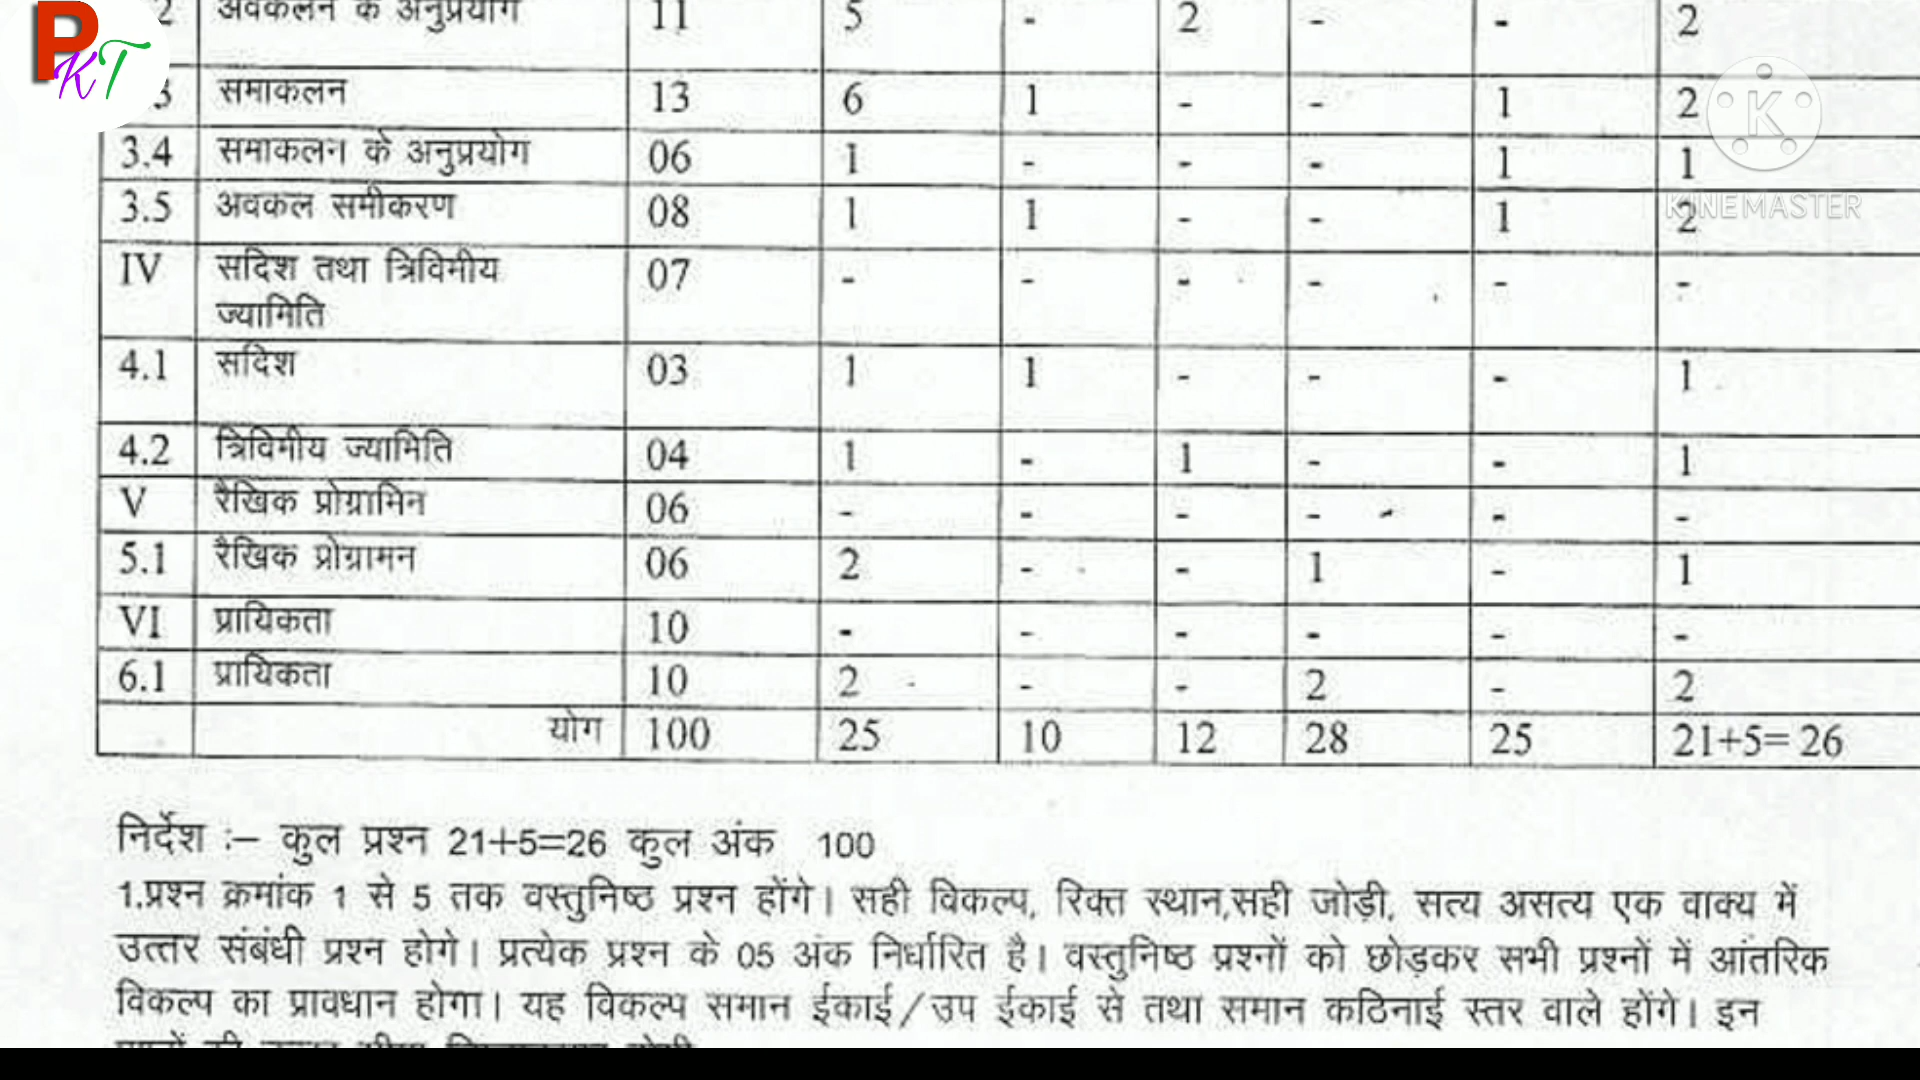 PKT
2 अवकलन के अनुप्रयोग 11 5 - 2 - - 2
3 समाकलन 13 6 1 - - 1 2
3.4 समाकलन के अनुप्रयोग 06 1 - - - 1 1
3.5 अवकल समीकरण 08 1 1 - - 1 2
IV सदिश तथा त्रिविमीय 07 - - - - - -
ज्यामिति
4.1 सदिश 03 1 1 - - - 1
4.2 त्रिविमीय ज्याभिति 04 1 - 1 - - 1
V रैखिक प्रोग्रामिन 06 - - - - - -
5.1 रैखिक प्रोग्रामन 06 2 - - 1 - 1
VI प्रायिकता 10 - - - - - -
6.1 प्रायिकता 10 2 - - 2 - 2
योग 100 25 10 12 28 25 21+5= 26
K
KINEMASTER
निर्देश :– कुल प्रश्न 21+5=26 कुल अंक 100
1.प्रश्न क्रमांक 1 से 5 तक वस्तुनिष्ठ प्रश्न होंगे। सही विकल्प, रिक्त स्थान,सही जोड़ी, सत्य असत्य एक वाक्य में
उत्तर संबंधी प्रश्न होगे। प्रत्येक प्रश्न के 05 अंक निर्धारित है। वस्तुनिष्ठ प्रश्नों को छोड़कर सभी प्रश्नों में आंतरिक
विकल्प का प्रावधान होगा। यह विकल्प समान ईकाई/उप ईकाई से तथा समान कठिनाई स्तर वाले होंगे। इन